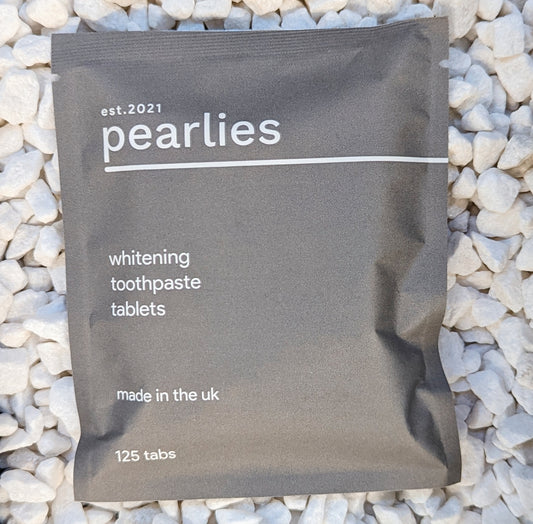 est.2021
pearlies
whitening
toothpaste
tablets
made in the uk
125 tabs